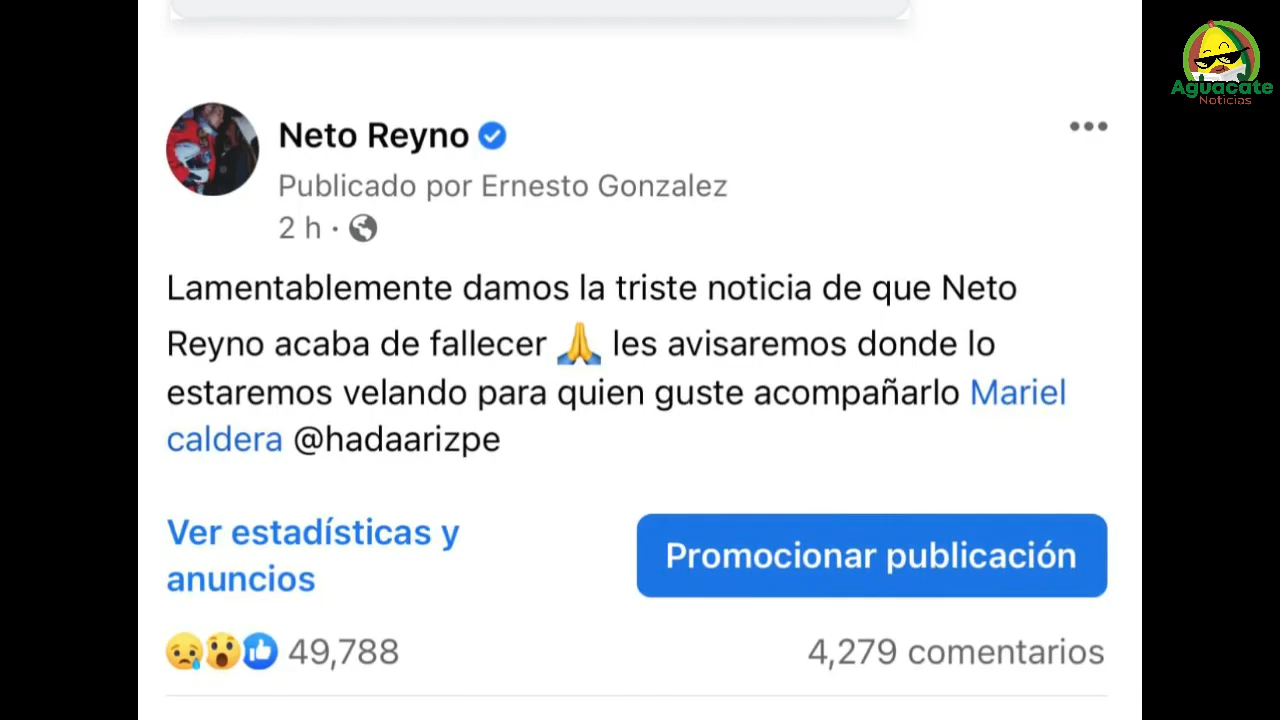 Aguacate
Noticias
Neto Reyno
Publicado por Ernesto Gonzalez
2 h ·
Lamentablemente damos la triste noticia de que Neto
Reyno acaba de fallecer 🙏 les avisaremos donde lo
estaremos velando para quien guste acompañarlo Mariel
caldera @hadaarizpe
Ver estadísticas y
anuncios
Promocionar publicación
49,788
4,279 comentarios